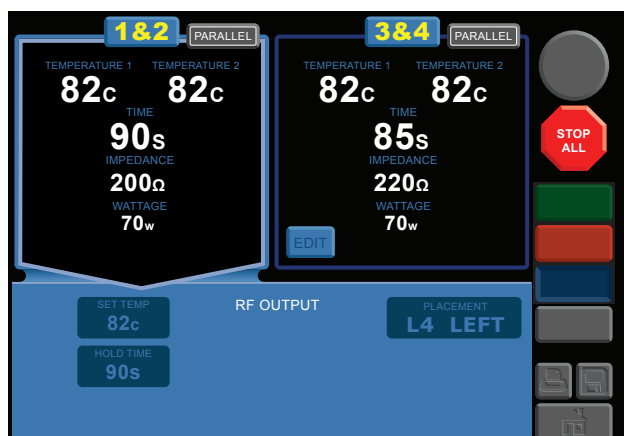 1&2 PARALLEL
TEMPERATURE 1 TEMPERATURE 2
82c 82c
TIME
90s
IMPEDANCE
200Ω
WATTAGE
70w
3&4 PARALLEL
TEMPERATURE 1 TEMPERATURE 2
82c 82c
TIME
85s
IMPEDANCE
220Ω
WATTAGE
70w
EDIT
STOP
ALL
SET TEMP
82c
RF OUTPUT
PLACEMENT
L4 LEFT
HOLD TIME
90s